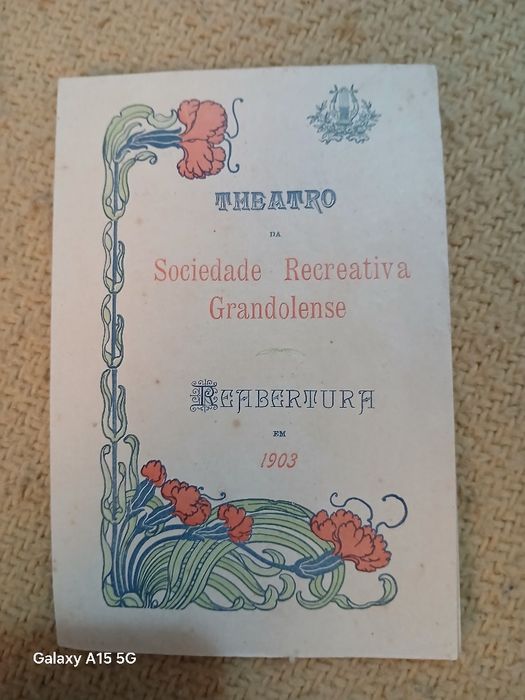 THEATRO
DA
Sociedade Recreativa
Grandolense
REABERTURA
EM
1903
Galaxy A15 5G